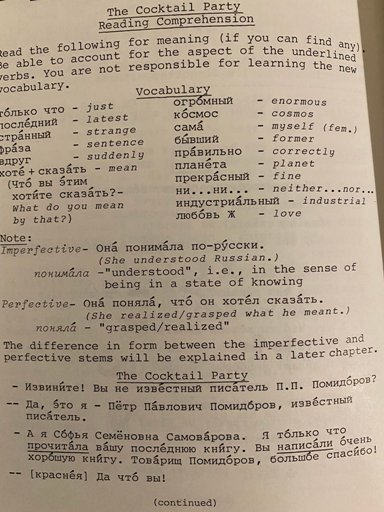 The Cocktail Party
Reading Comprehension
Read the following for meaning (if you can find any).
Be able to account for the aspect of the underlined
verbs. You are not responsible for learning the new
vocabulary.
Vocabulary
то́лько что - just
после́дний - latest
стра́нный - strange
фра́за - sentence
вдруг - suddenly
хоте́ + сказа́ть - mean
(Что́ вы э́тим
хоти́те сказа́ть?-
What do you mean
by that?)
огро́мный - enormous
ко́смос - cosmos
сама́ - myself (fem.)
бы́вший - former
пра́вильно - correctly
плане́та - planet
прекра́сный - fine
ни...ни... - neither...nor...
индустриа́льный - industrial
любо́вь Ж - love
Note:
Imperfective- Она́ понима́ла по-ру́сски.
(She understood Russian.)
понима́ла -"understood", i.e., in the sense of
being in a state of knowing
Perfective- Она́ поняла́, что́ он хоте́л сказа́ть.
(She realized/grasped what he meant.)
поняла́ - "grasped/realized"
The difference in form between the imperfective and
perfective stems will be explained in a later chapter.
The Cocktail Party
- Извини́те! Вы не изве́стный писа́тель П.П. Помидо́ров?
-- Да, э́то я - Пётр Па́влович Помидо́ров, изве́стный
писа́тель.
- А я Со́фья Семёновна Самова́рова. Я то́лько что
прочита́ла ва́шу после́днюю кни́гу. Вы написа́ли о́чень
хоро́шую кни́гу. Това́рищ Помидо́ров, большо́е спаси́бо!
-- [красне́я] Да что́ вы!
(continued)